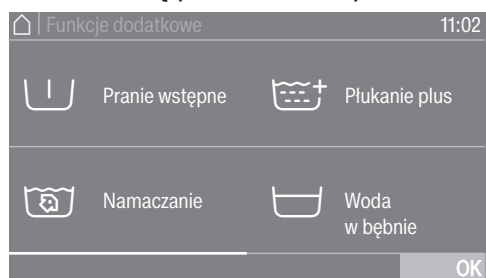 Funkcje dodatkowe 11:02
Pranie wstępne
Płukanie plus
Namaczanie
Woda
w bębnie
OK